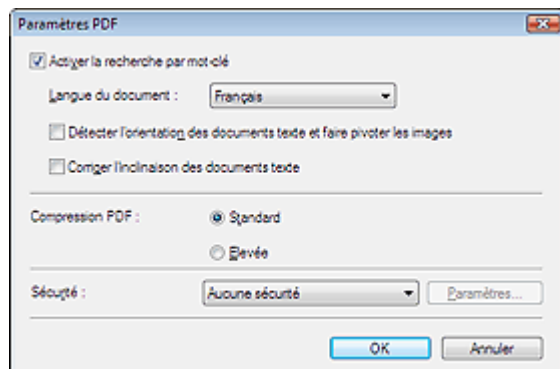 Paramètres PDF
Activer la recherche par mot-clé
Langue du document : Français
Détecter l'orientation des documents texte et faire pivoter les images
Corriger l'inclinaison des documents texte
Compression PDF : Standard
Elevée
Sécurité : Aucune sécurité Paramètres...
OK Annuler